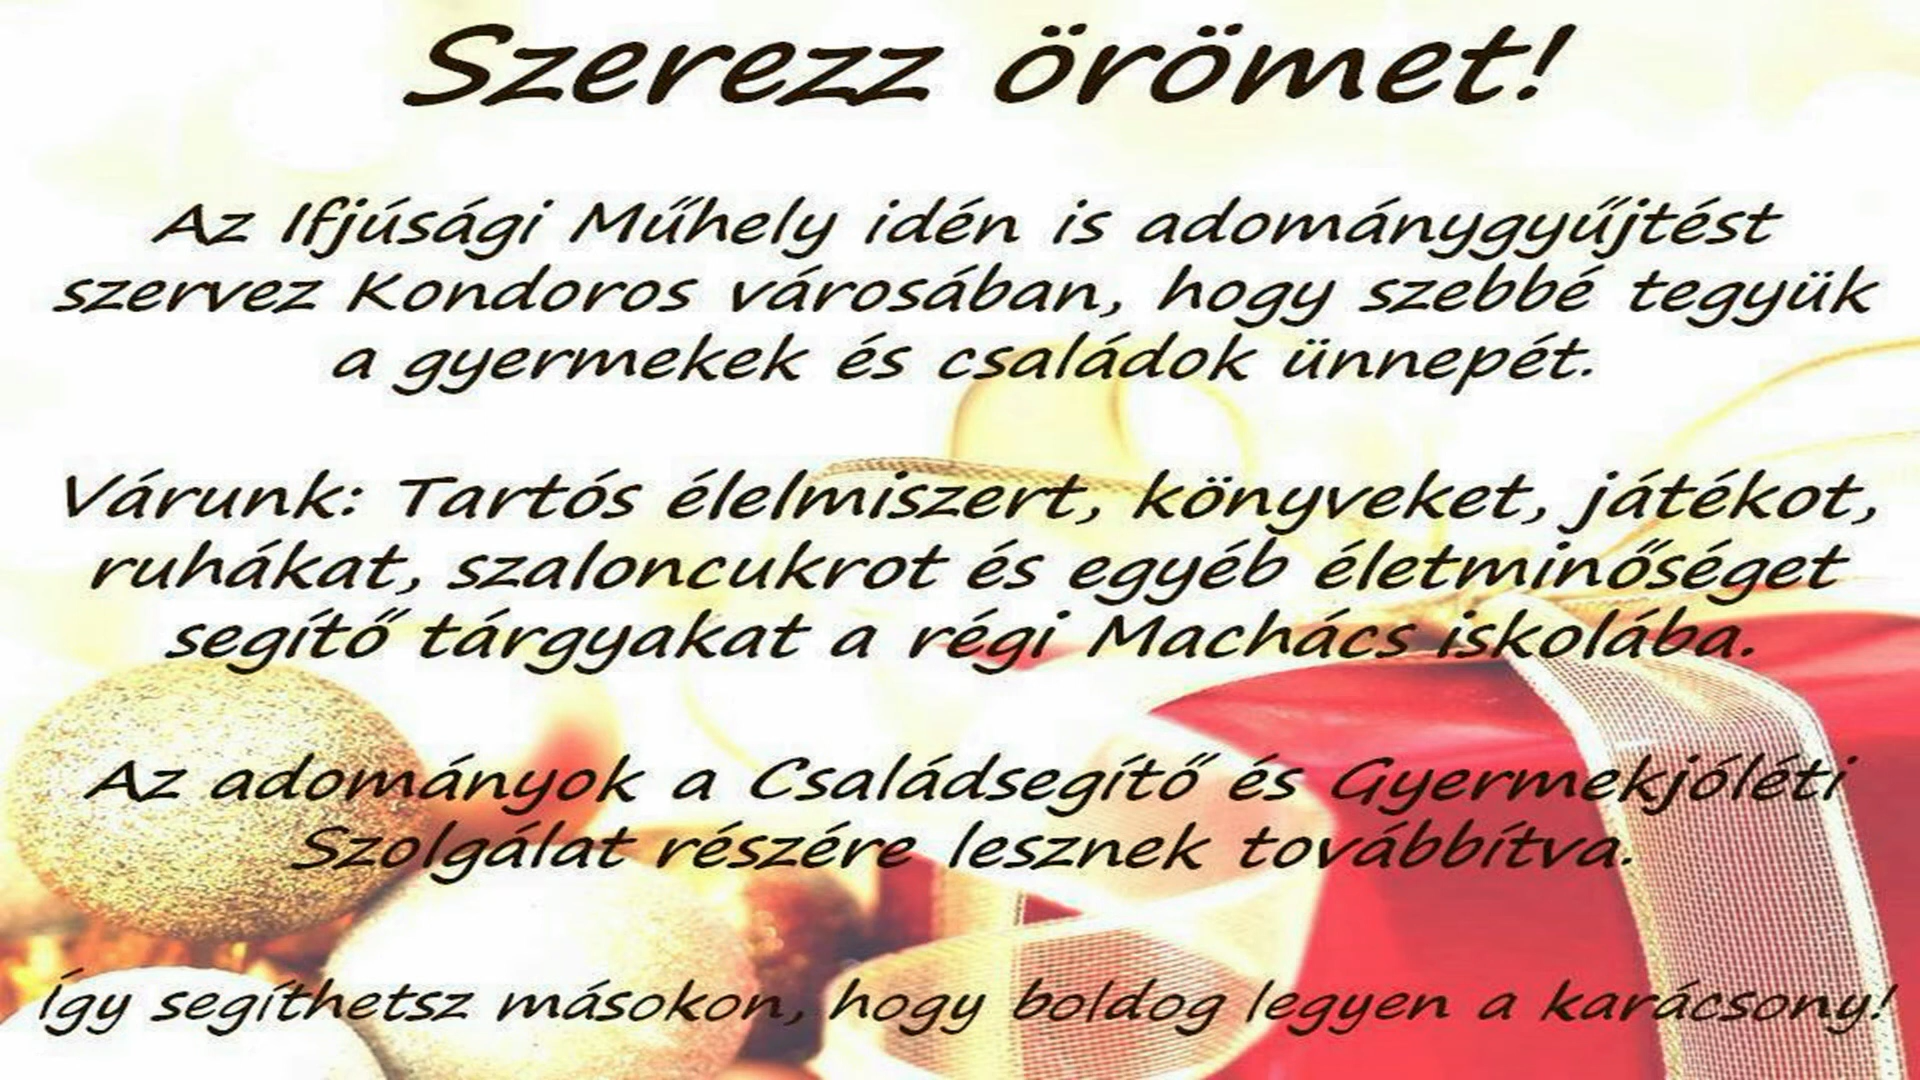 Szerezz örömet!
Az Ifjúsági Műhely idén is adománygyűjtést
szervez Kondoros városában, hogy szebbé tegyük
a gyermekek és családok ünnepét.
Várunk: Tartós élelmiszert, könyveket, játékot,
ruhákat, szaloncukrot és egyéb életminőséget
segítő tárgyakat a régi Machács iskolába.
Az adományok a Családsegítő és Gyermekjóléti
Szolgálat részére lesznek továbbítva.
Így segíthetsz másokon, hogy boldog legyen a karácsony!